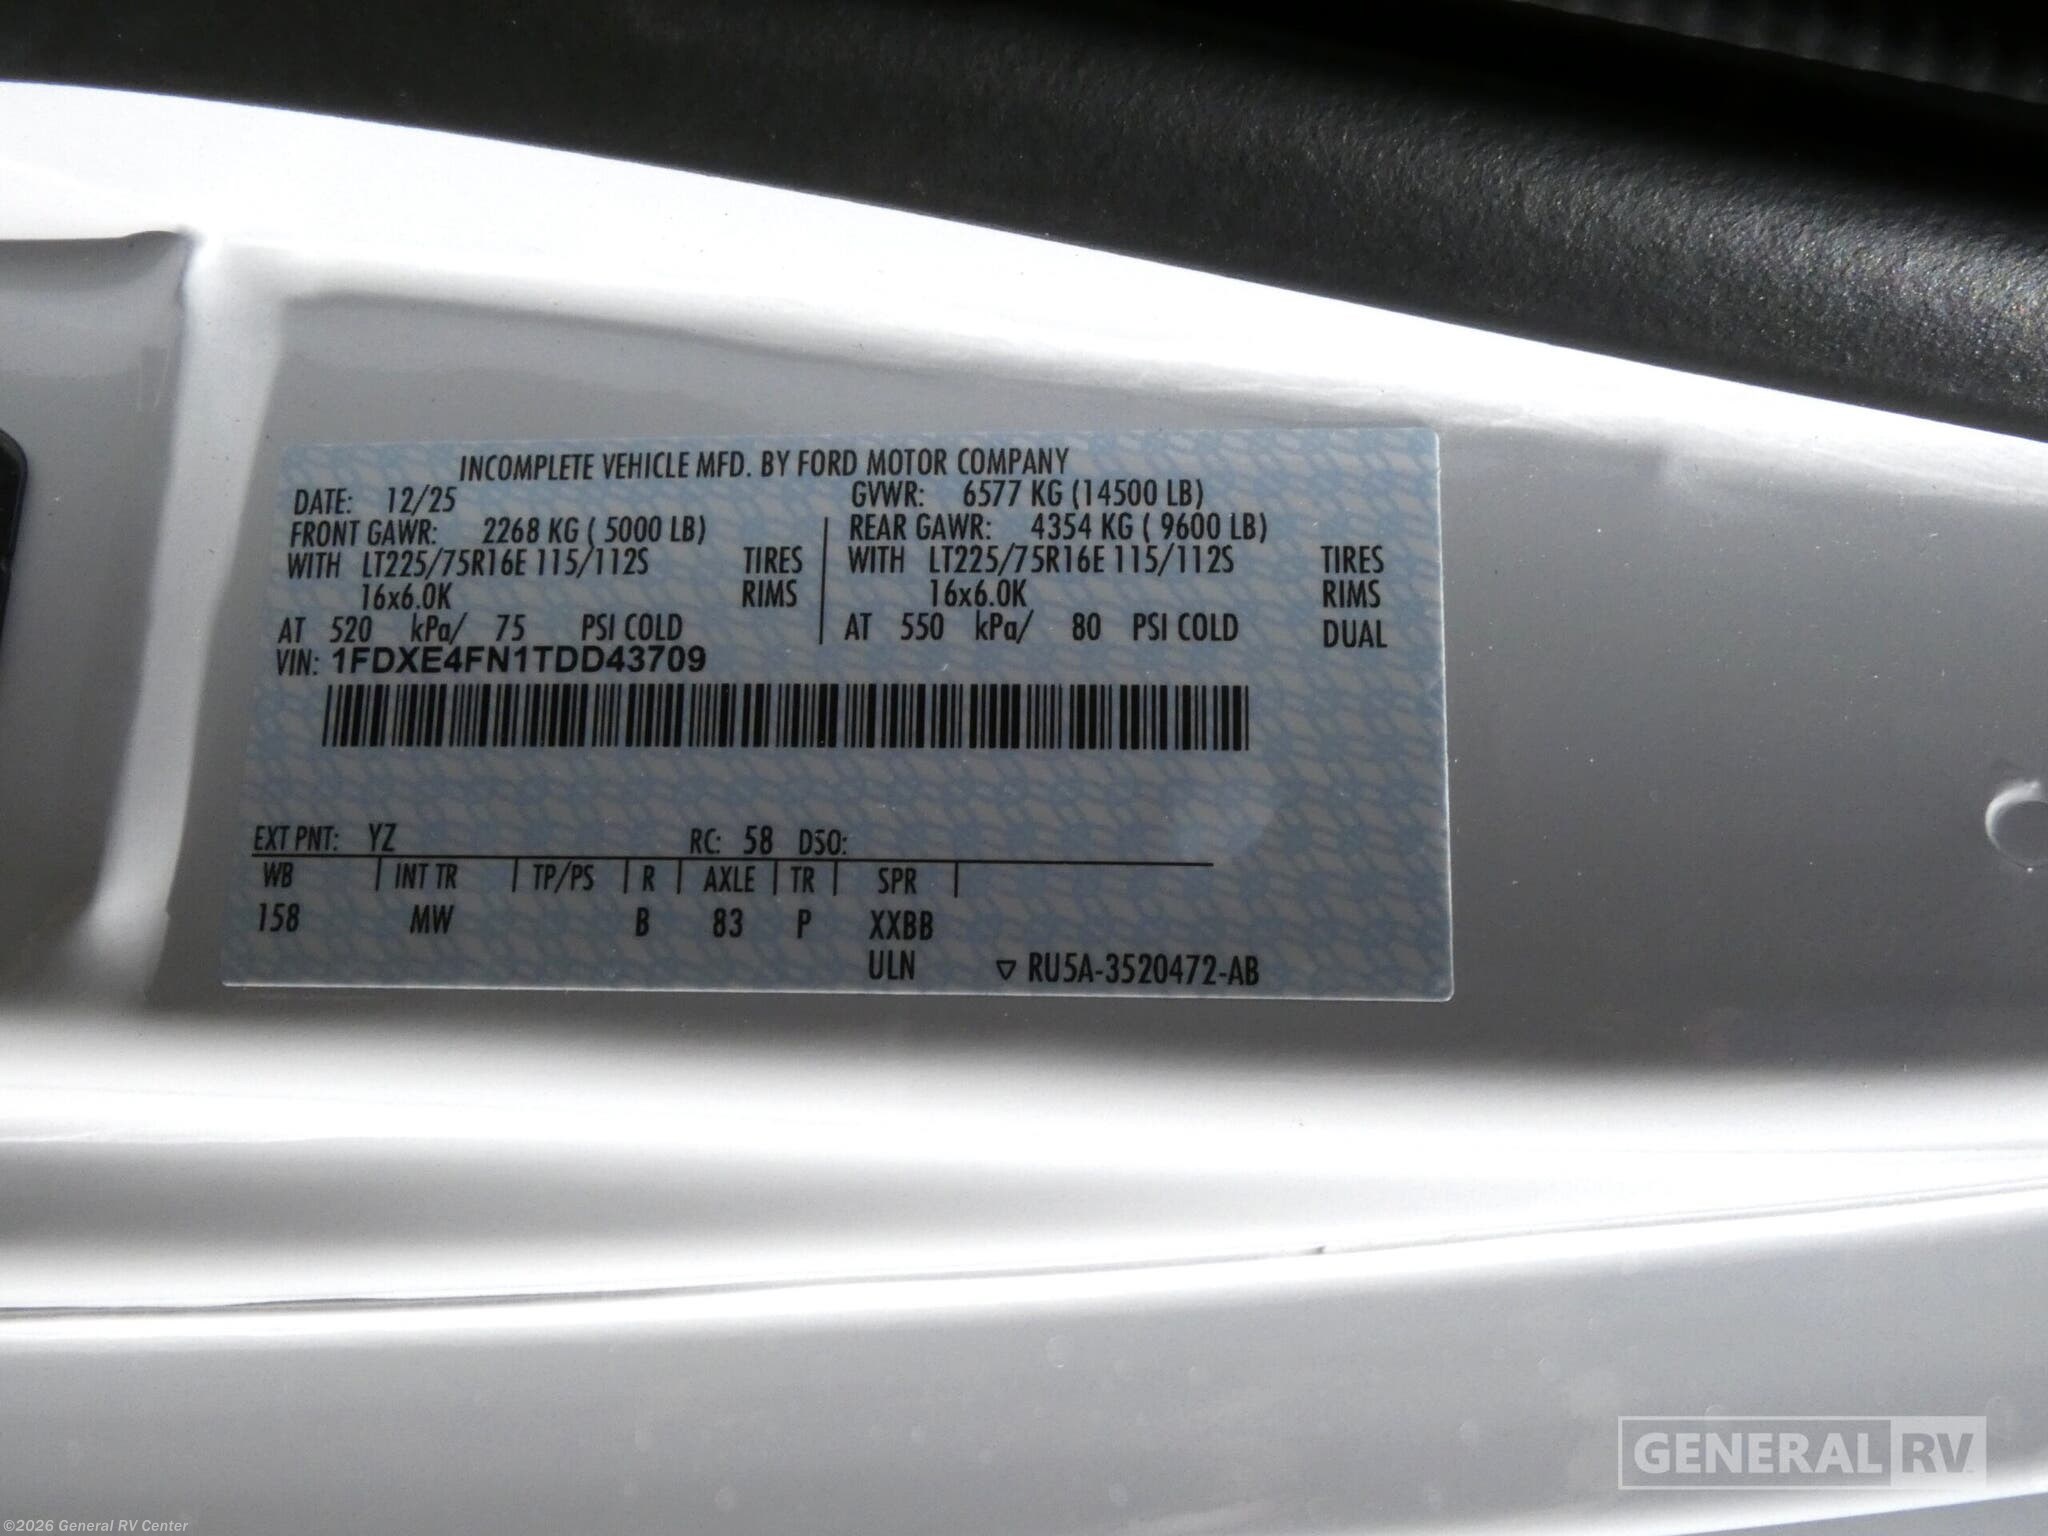 INCOMPLETE VEHICLE MFD. BY FORD MOTOR COMPANY
DATE: 12/25 GVWR: 6577 KG (14500 LB)
FRONT GAWR: 2268 KG ( 5000 LB) REAR GAWR: 4354 KG ( 9600 LB)
WITH LT225/75R16E 115/112S TIRES WITH LT225/75R16E 115/112S TIRES
16x6.0K RIMS 16x6.0K RIMS
AT 520 kPa/ 75 PSI COLD AT 550 kPa/ 80 PSI COLD DUAL
VIN: 1FDXE4FN1TDD43709
EXT PNT: YZ RC: 58 DSO:
WB INT TR TP/PS R AXLE TR SPR
158 MW B 83 P XXBB
ULN ▽ RU5A-3520472-AB
GENERAL RV
©2026 General RV Center